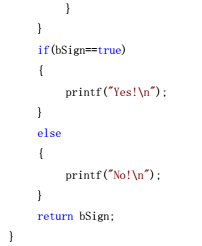 }
    }
    if(bSign==true)
    {
        printf("Yes!\n");
    }
    else
    {
        printf("No!\n");
    }
    return bSign;
}